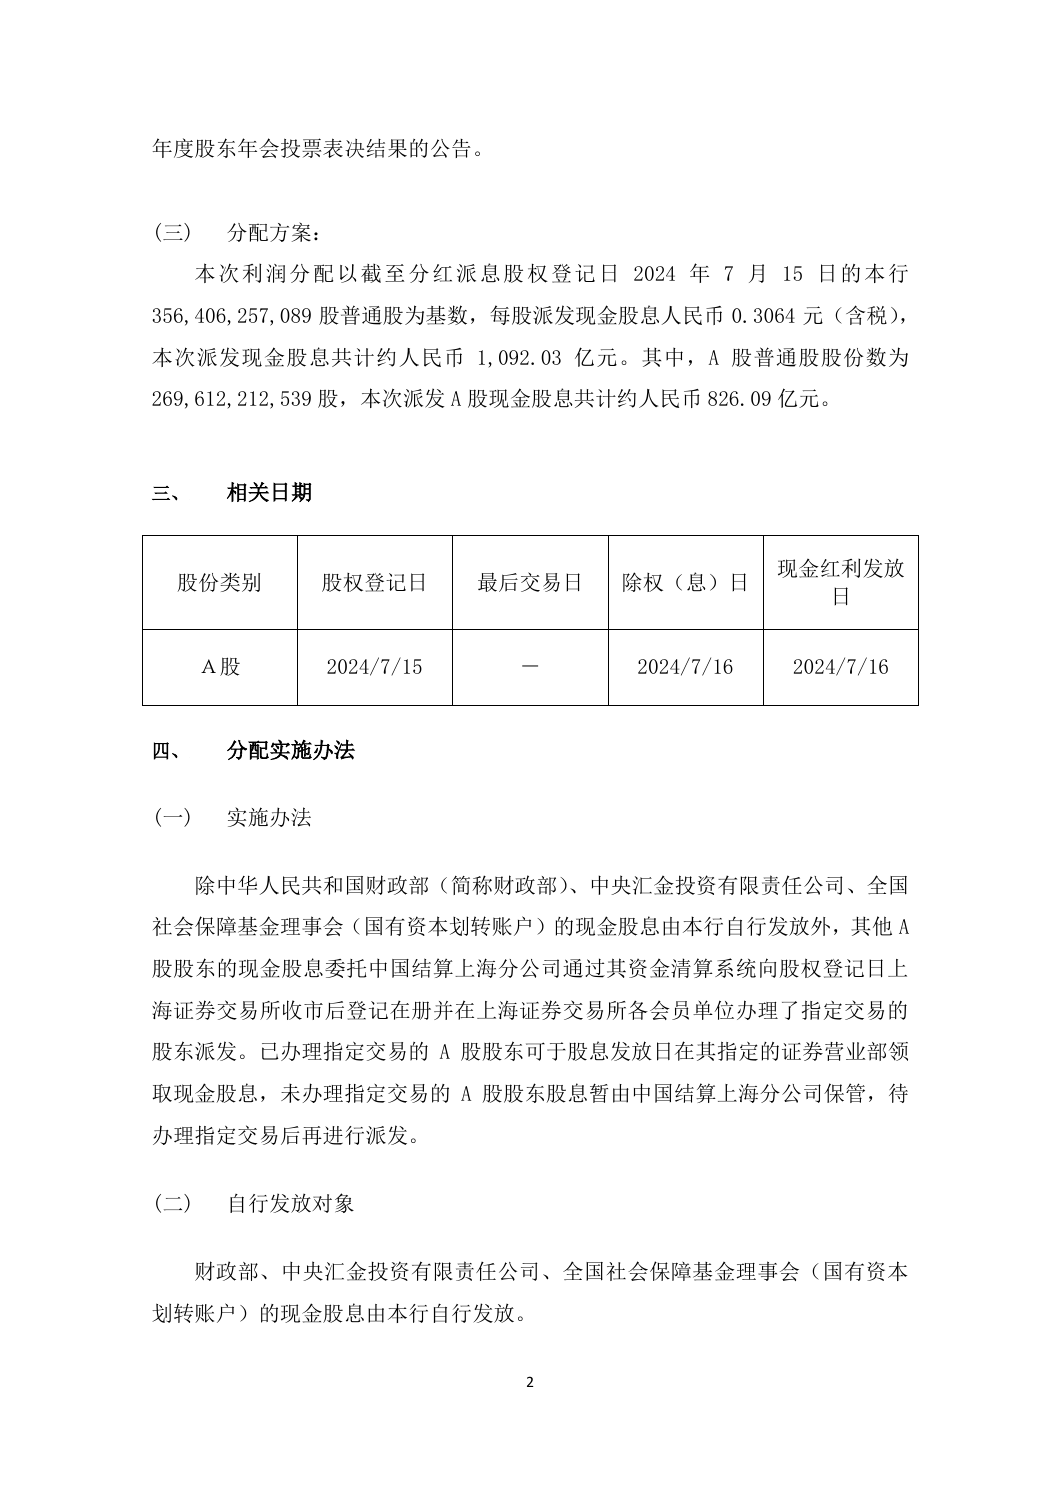 年度股东年会投票表决结果的公告。
(三) 分配方案:
本次利润分配以截至分红派息股权登记日 2024 年 7 月 15 日的本行
356,406,257,089 股普通股为基数，每股派发现金股息人民币 0.3064 元（含税），
本次派发现金股息共计约人民币 1,092.03 亿元。其中，A 股普通股股份数为
269,612,212,539 股，本次派发 A 股现金股息共计约人民币 826.09 亿元。
三、 相关日期
股份类别 股权登记日 最后交易日 除权（息）日 现金红利发放
日
A股 2024/7/15 － 2024/7/16 2024/7/16
四、 分配实施办法
(一) 实施办法
除中华人民共和国财政部（简称财政部）、中央汇金投资有限责任公司、全国
社会保障基金理事会（国有资本划转账户）的现金股息由本行自行发放外，其他 A
股股东的现金股息委托中国结算上海分公司通过其资金清算系统向股权登记日上
海证券交易所收市后登记在册并在上海证券交易所各会员单位办理了指定交易的
股东派发。已办理指定交易的 A 股股东可于股息发放日在其指定的证券营业部领
取现金股息，未办理指定交易的 A 股股东股息暂由中国结算上海分公司保管，待
办理指定交易后再进行派发。
(二) 自行发放对象
财政部、中央汇金投资有限责任公司、全国社会保障基金理事会（国有资本
划转账户）的现金股息由本行自行发放。
2